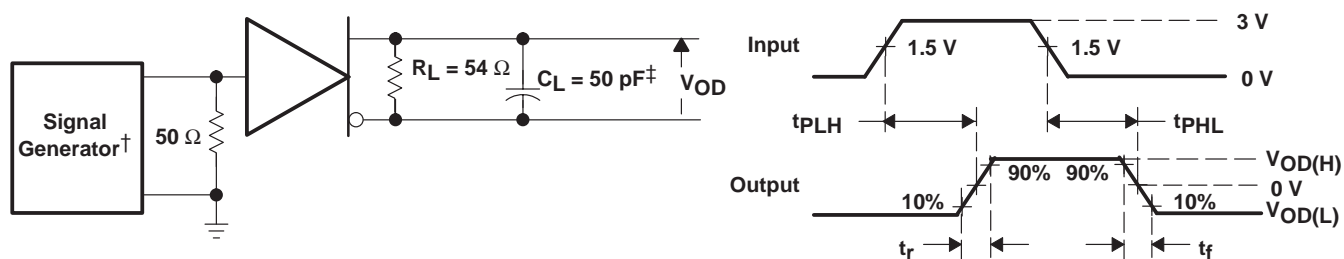 Signal
Generator†
50 Ω
RL = 54 Ω
CL = 50 pF‡
VOD
Input
1.5 V
1.5 V
3 V
0 V
tPLH
tPHL
Output
10%
90%
90%
10%
VOD(H)
0 V
VOD(L)
tr
tf